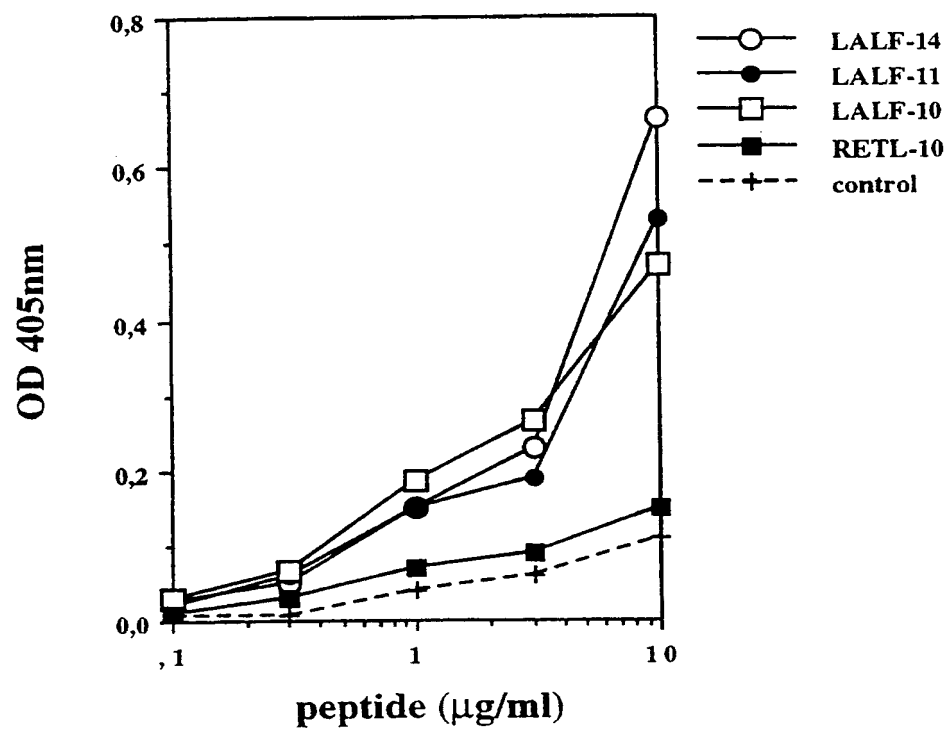 0,8
0,6
0,4
0,2
0,0
OD 405nm
,1
1
10
peptide (µg/ml)
LALF-14
LALF-11
LALF-10
RETL-10
control